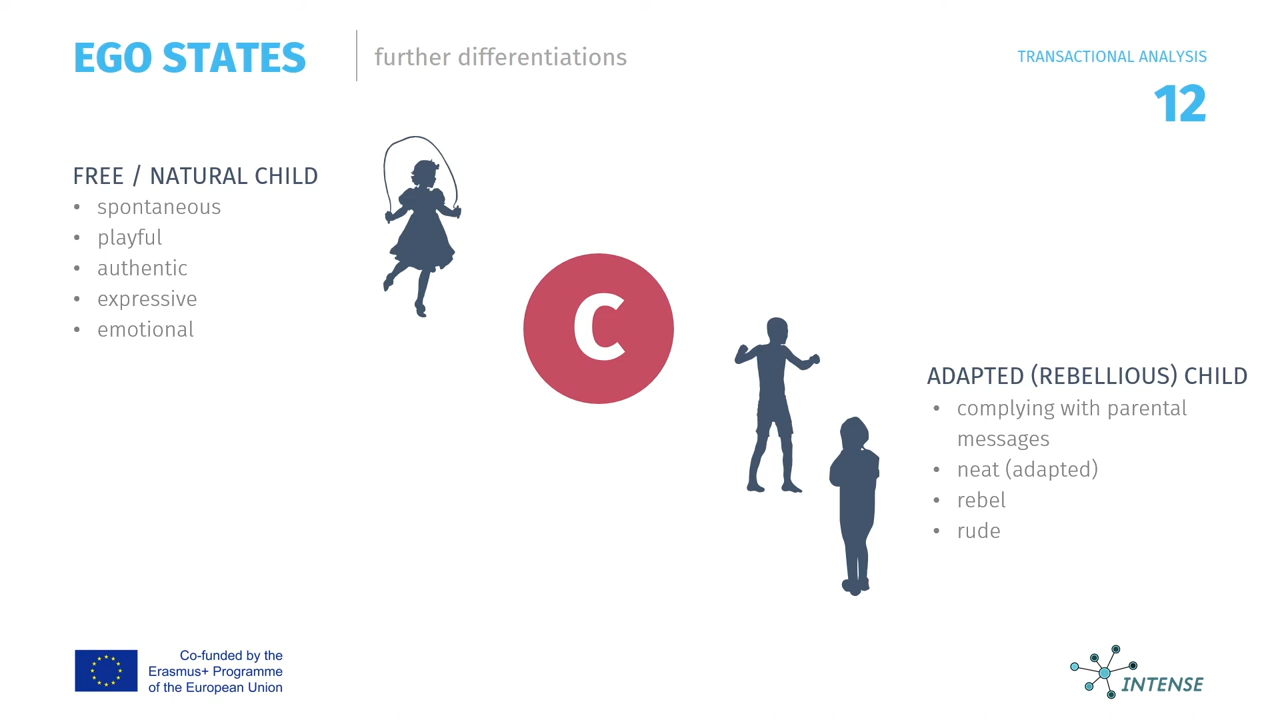 EGO STATES
further differentiations
TRANSACTIONAL ANALYSIS
12
FREE / NATURAL CHILD
• spontaneous
• playful
• authentic
• expressive
• emotional
C
ADAPTED (REBELLIOUS) CHILD
• complying with parental
messages
• neat (adapted)
• rebel
• rude
Co-funded by the
Erasmus+ Programme
of the European Union
INTENSE